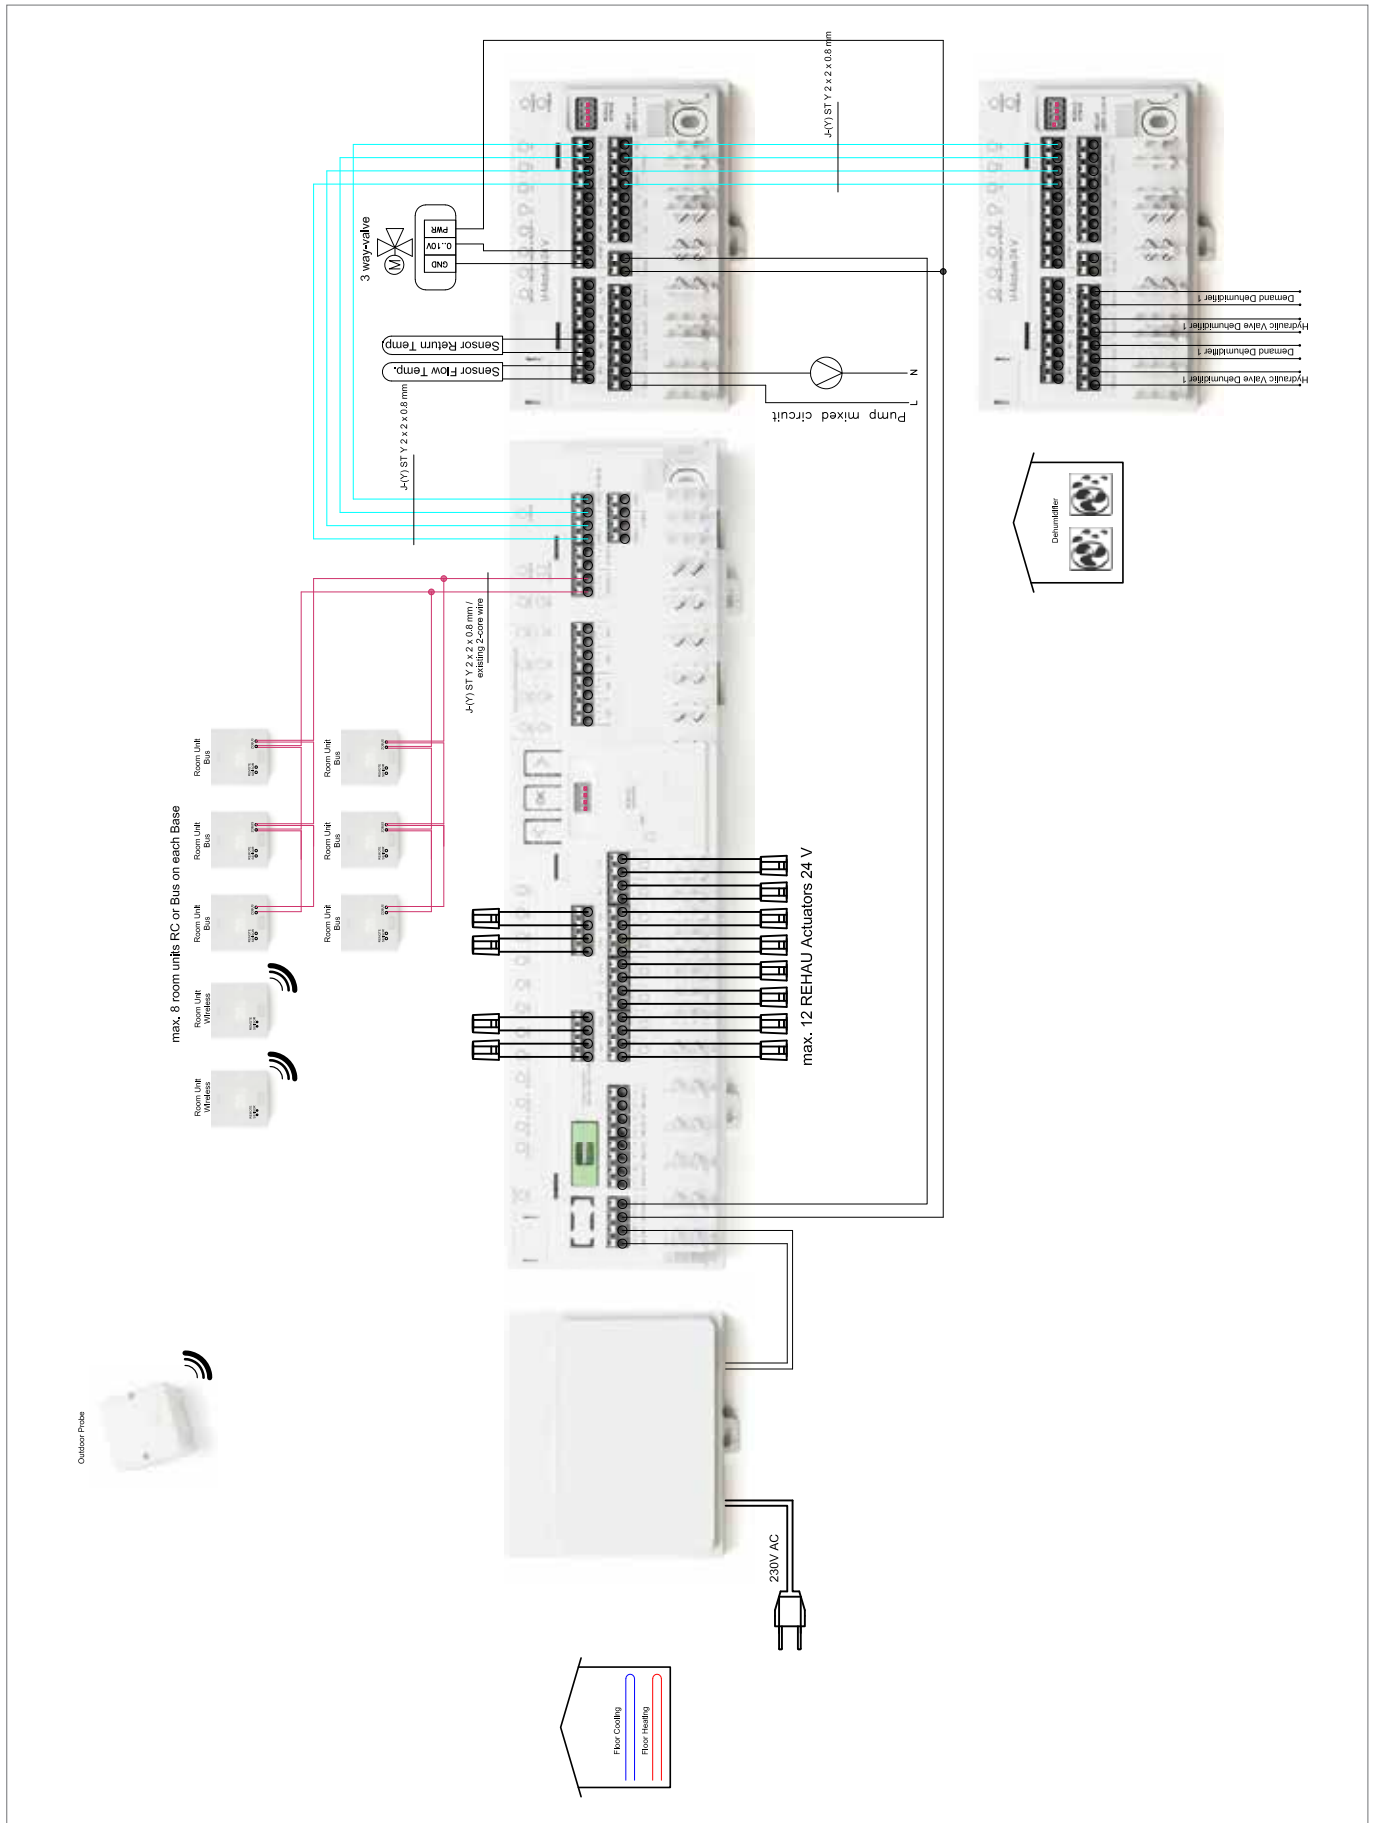 Outdoor Probe
max. 8 room units RC or Bus on each Base
Room Unit
Wireless
Room Unit
Wireless
Room Unit
Bus
Room Unit
Bus
Room Unit
Bus
Room Unit
Bus
Room Unit
Bus
Room Unit
Bus
J-(Y) ST Y 2 x 2 x 0.8 mm /
existing 2-core wire
J-(Y) ST Y 2 x 2 x 0.8 mm
3 way-valve
M
PWR
0..10V
GND
Sensor Return Temp
Sensor Flow Temp.
J-(Y) ST Y 2 x 2 x 0.8 mm
U-Module 24 V
U-Module 24 V
OK
Pump mixed circuit
N
L
max. 12 REHAU Actuators 24 V
230V AC
Floor Cooling
Floor Heating
Dehumidifier
Demand Dehumidifier 1
Hydraulic Valve Dehumidifier 1
Demand Dehumidifier 1
Hydraulic Valve Dehumidifier 1